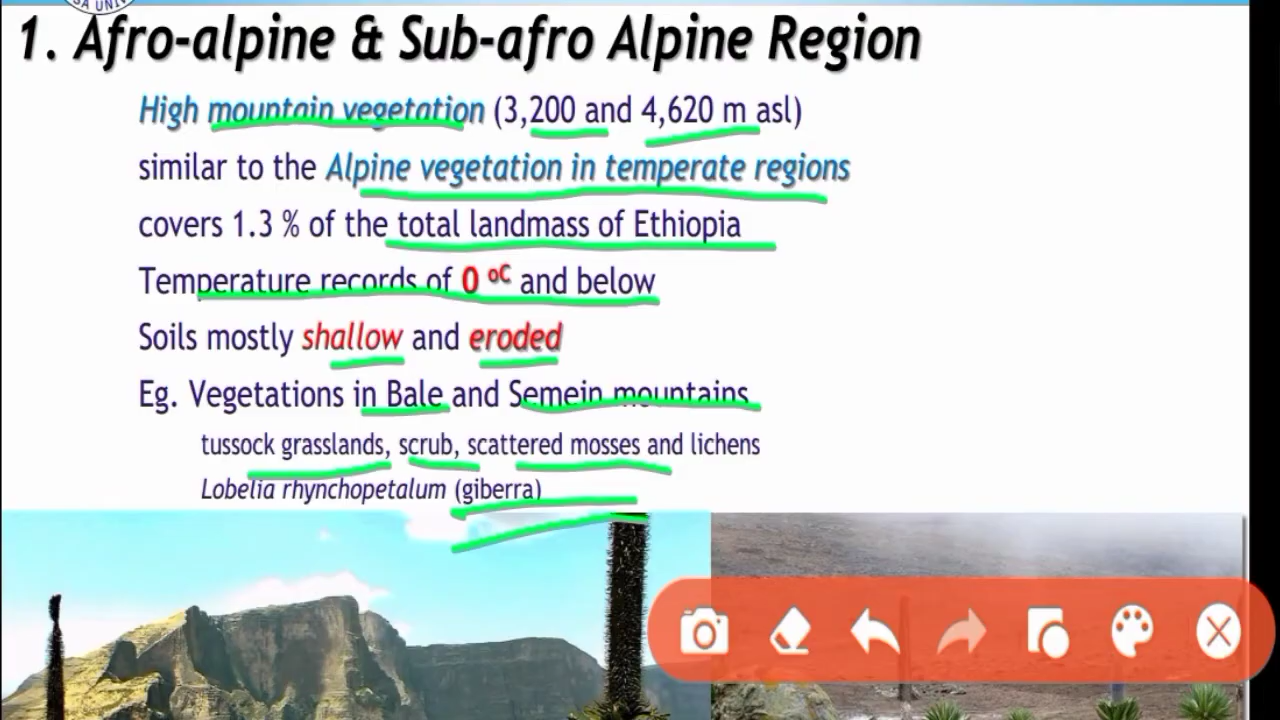 SA UNIV
1. Afro-alpine & Sub-afro Alpine Region
High mountain vegetation (3,200 and 4,620 m asl)
similar to the Alpine vegetation in temperate regions
covers 1.3 % of the total landmass of Ethiopia
Temperature records of 0 ºC and below
Soils mostly shallow and eroded
Eg. Vegetations in Bale and Semein mountains
tussock grasslands, scrub, scattered mosses and lichens
Lobelia rhynchopetalum (giberra)